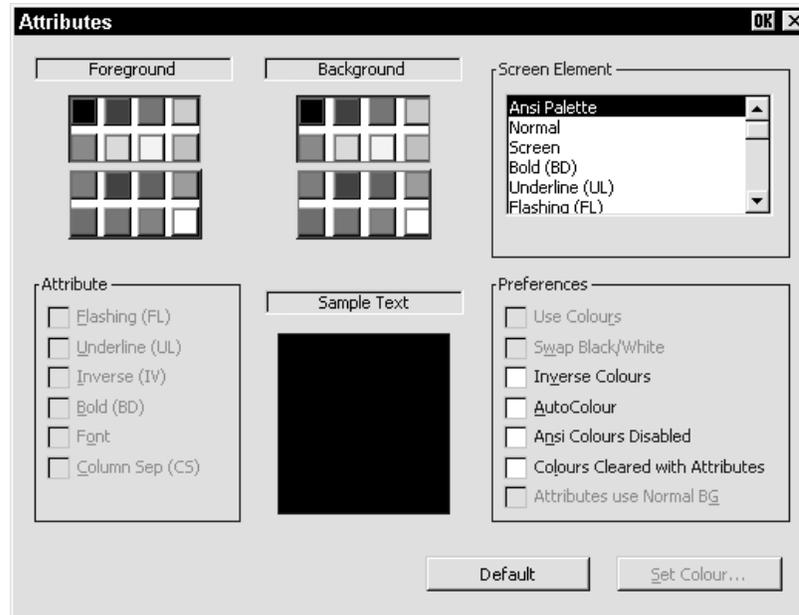 Attributes OK
Foreground
Background
Screen Element
Ansi Palette
Normal
Screen
Bold (BD)
Underline (UL)
Flashing (FL)
Attribute
Flashing (FL)
Underline (UL)
Inverse (IV)
Bold (BD)
Font
Column Sep (CS)
Sample Text
Preferences
Use Colours
Swap Black/White
Inverse Colours
AutoColour
Ansi Colours Disabled
Colours Cleared with Attributes
Attributes use Normal BG
Default
Set Colour...